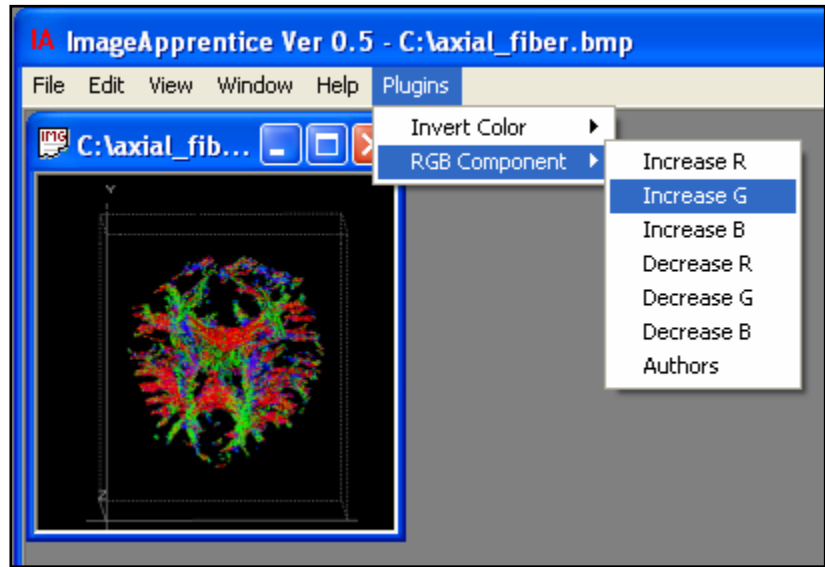 IA ImageApprentice Ver 0.5 - C:\axial_fiber.bmp
File Edit View Window Help Plugins
IMG C:\axial_fib...
Invert Color
RGB Component
Increase R
Increase G
Increase B
Decrease R
Decrease G
Decrease B
Authors
Y
Z